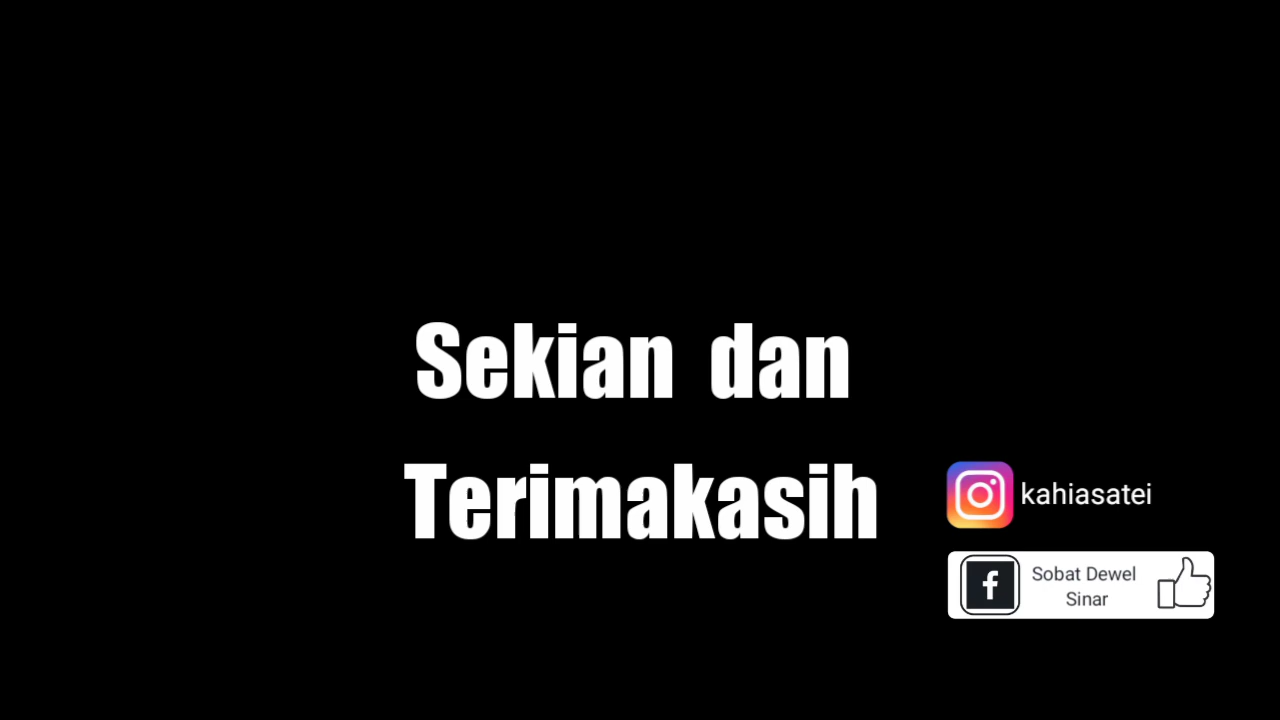 Sekian dan
Terimakasih
kahiasatei
Sobat Dewel
Sinar